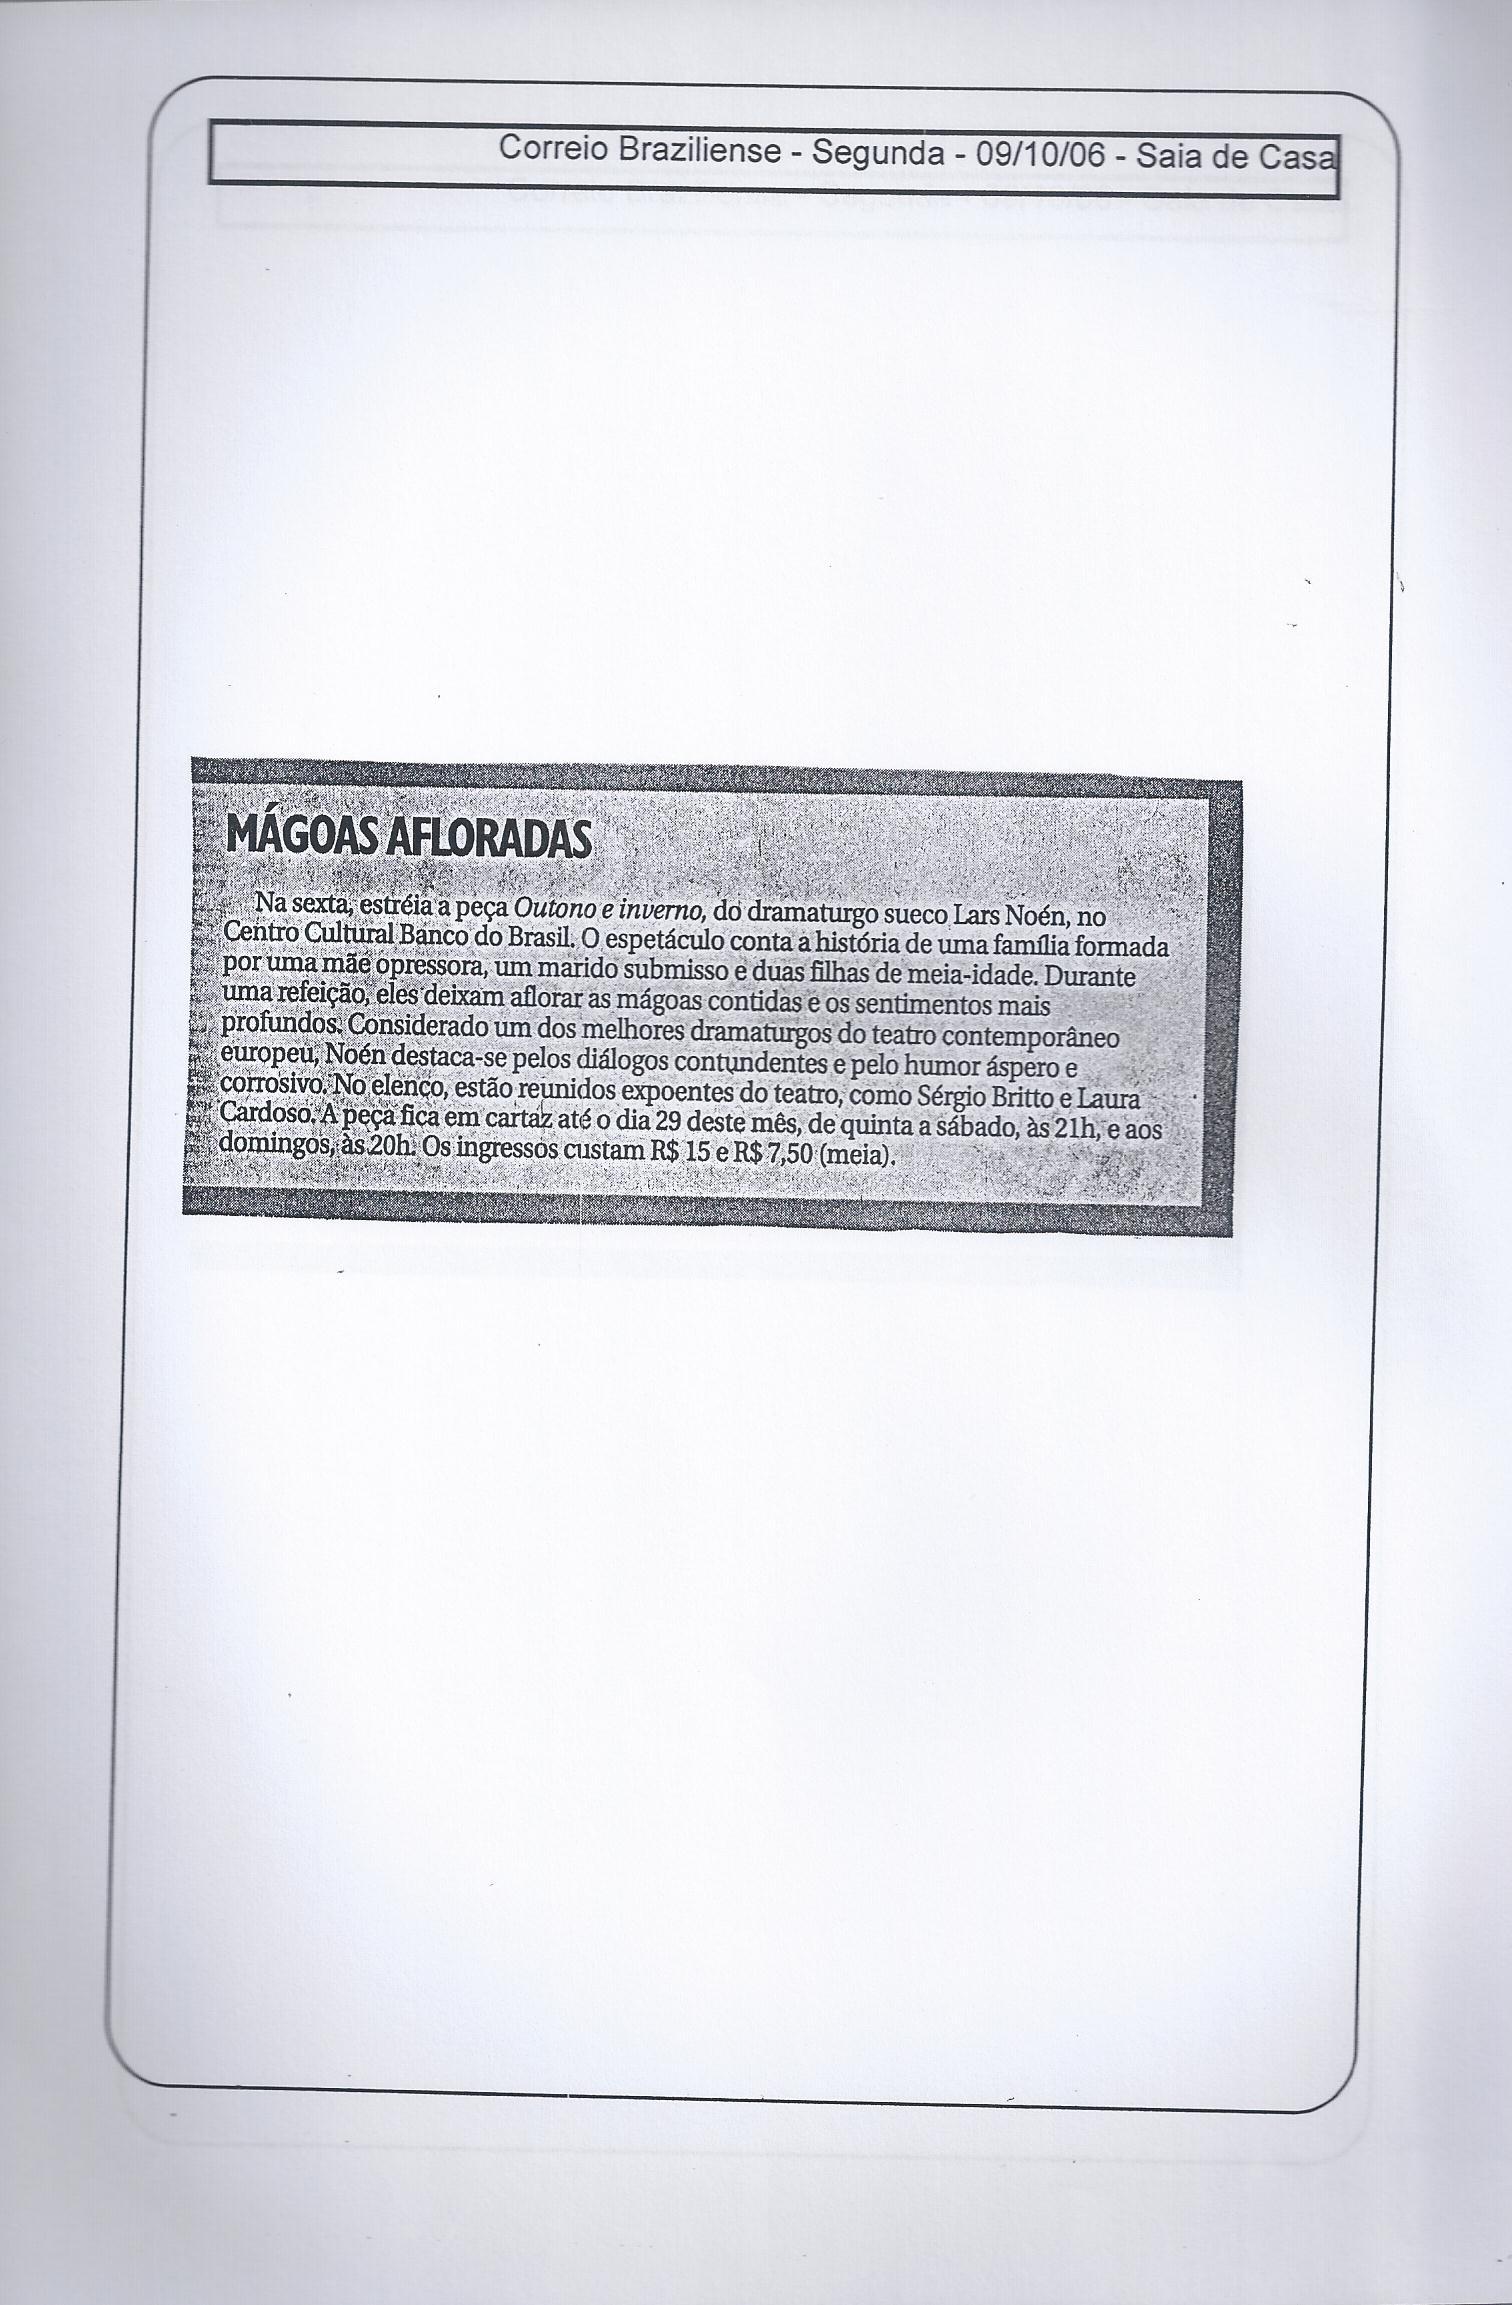 Correio Braziliense - Segunda - 09/10/06 - Saia de Casa
MÁGOAS AFLORADAS
Na sexta, estréia a peça Outono e inverno, do dramaturgo sueco Lars Noén, no
Centro Cultural Banco do Brasil. O espetáculo conta a história de uma família formada
por uma mãe opressora, um marido submisso e duas filhas de meia-idade. Durante
uma refeição, eles deixam aflorar as mágoas contidas e os sentimentos mais
profundos. Considerado um dos melhores dramaturgos do teatro contemporâneo
europeu, Noén destaca-se pelos diálogos contundentes e pelo humor áspero e
corrosivo. No elenco, estão reunidos expoentes do teatro, como Sérgio Britto e Laura
Cardoso. A peça fica em cartaz até o dia 29 deste mês, de quinta a sábado, às 21h, e aos
domingos, às 20h. Os ingressos custam R$ 15 e R$ 7,50 (meia).